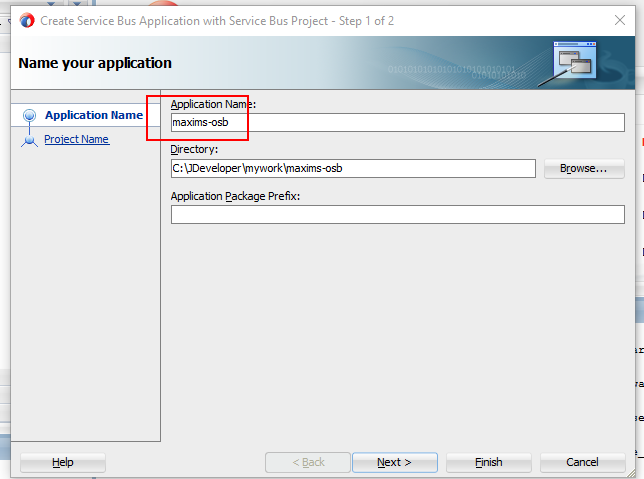 Create Service Bus Application with Service Bus Project - Step 1 of 2
Name your application
Application Name
Project Name
Application Name:
maxims-osb
Directory:
C:\JDeveloper\mywork\maxims-osb
Browse...
Application Package Prefix:
Help
< Back
Next >
Finish
Cancel